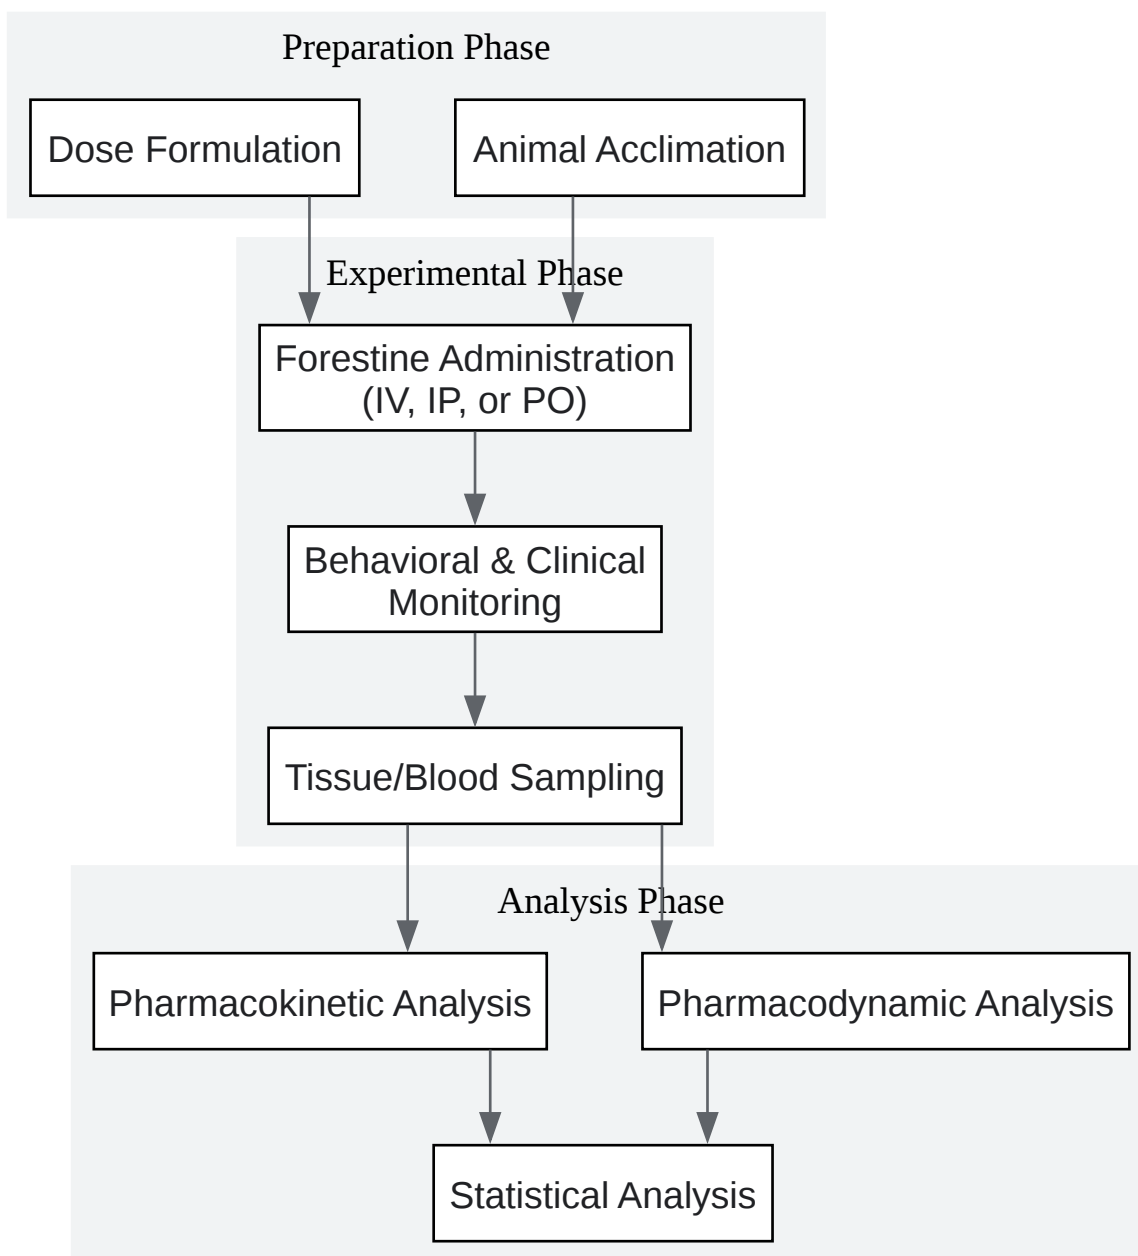 Preparation Phase
Dose Formulation
Animal Acclimation
Experimental Phase
Forestine Administration
(IV, IP, or PO)
Behavioral & Clinical
Monitoring
Tissue/Blood Sampling
Analysis Phase
Pharmacokinetic Analysis
Pharmacodynamic Analysis
Statistical Analysis